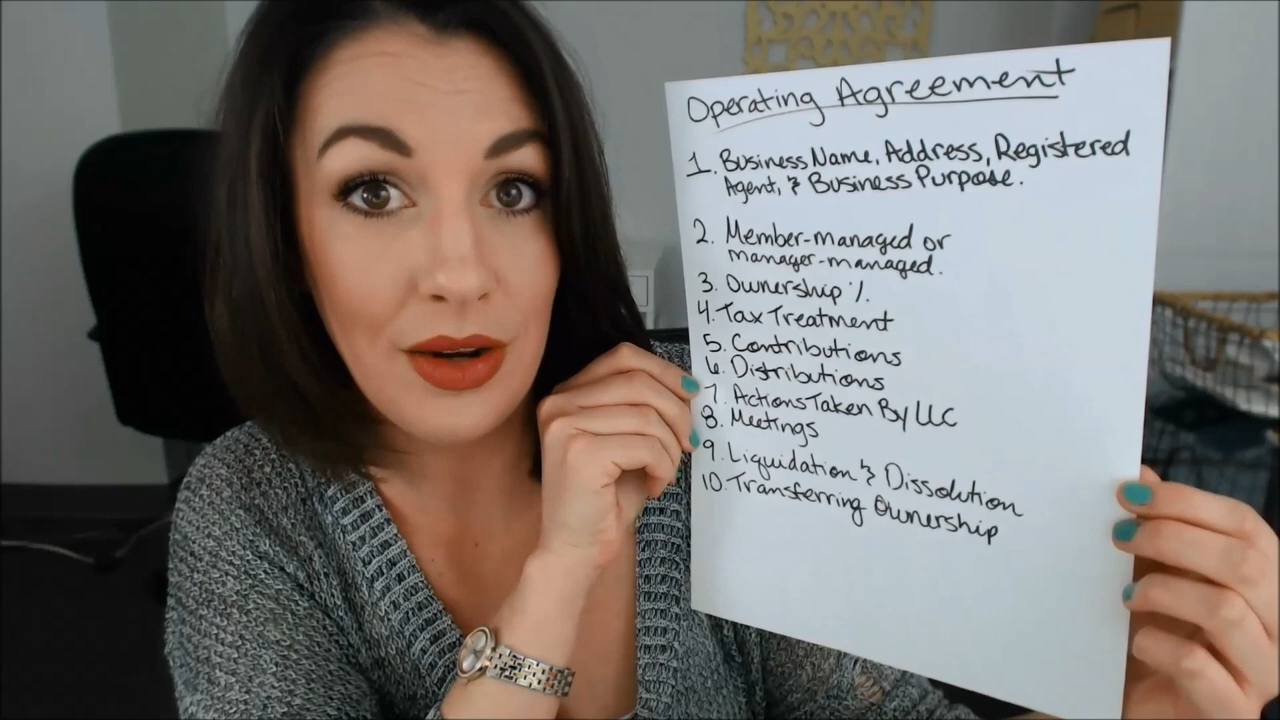 Operating Agreement
1. Business Name, Address, Registered
Agent, & Business Purpose.
2. Member-managed or
manager-managed.
3. Ownership %.
4. Tax Treatment
5. Contributions
6. Distributions
7. Actions Taken By LLC
8. Meetings
9. Liquidation & Dissolution
10. Transferring Ownership